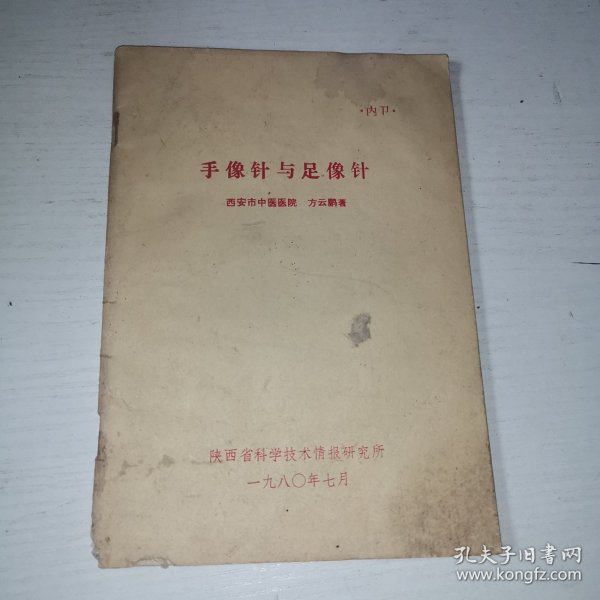 ·内卩·
手像针与足像针
西安市中医医院 方云鹏著
陕西省科学技术情报研究所
一九八〇年七月
孔夫子旧书网
www.kongfz.com